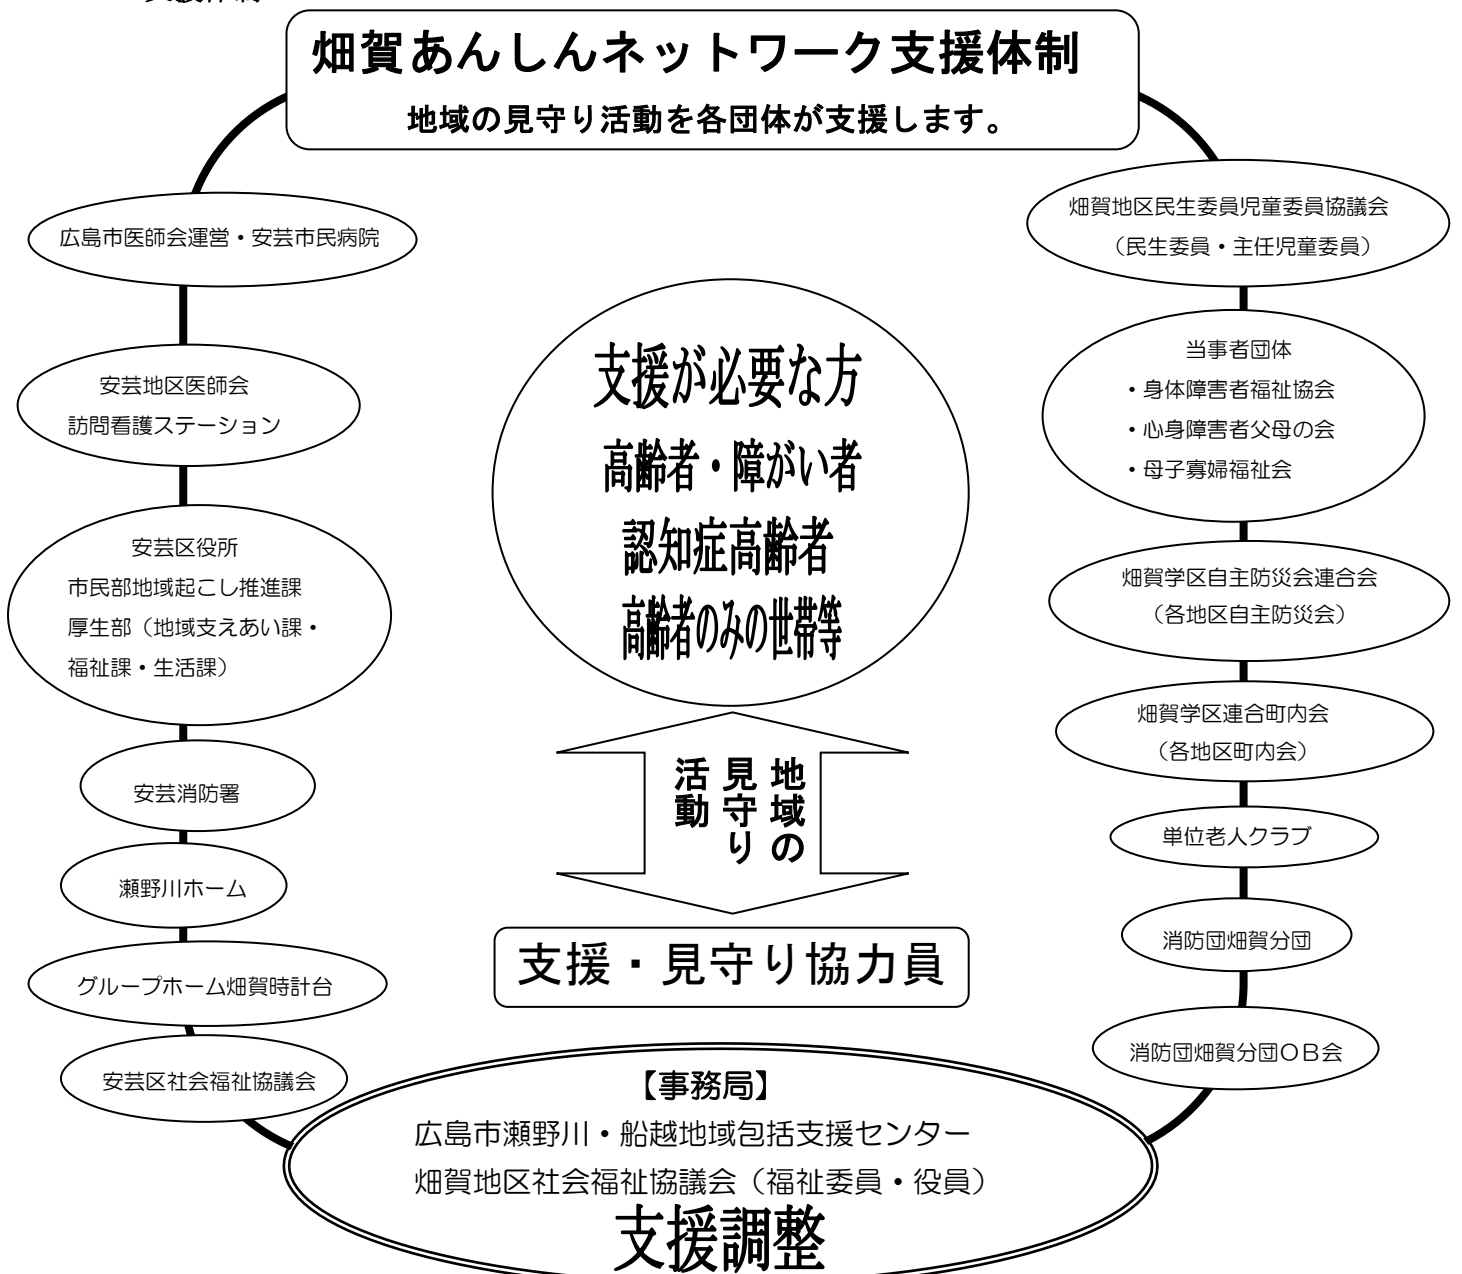 支援体制
畑賀あんしんネットワーク支援体制
地域の見守り活動を各団体が支援します。
広島市医師会運営・安芸市民病院
安芸地区医師会
訪問看護ステーション
安芸区役所
市民部地域起こし推進課
厚生部（地域支えあい課・
福祉課・生活課）
安芸消防署
瀬野川ホーム
グループホーム畑賀時計台
安芸区社会福祉協議会
支援が必要な方
高齢者・障がい者
認知症高齢者
高齢者のみの世帯等
地域の
見守り
活動
支援・見守り協力員
畑賀地区民生委員児童委員協議会
（民生委員・主任児童委員）
当事者団体
・身体障害者福祉協会
・心身障害者父母の会
・母子寡婦福祉会
畑賀学区自主防災会連合会
（各地区自主防災会）
畑賀学区連合町内会
（各地区町内会）
単位老人クラブ
消防団畑賀分団
消防団畑賀分団ＯＢ会
【事務局】
広島市瀬野川・船越地域包括支援センター
畑賀地区社会福祉協議会（福祉委員・役員）
支援調整